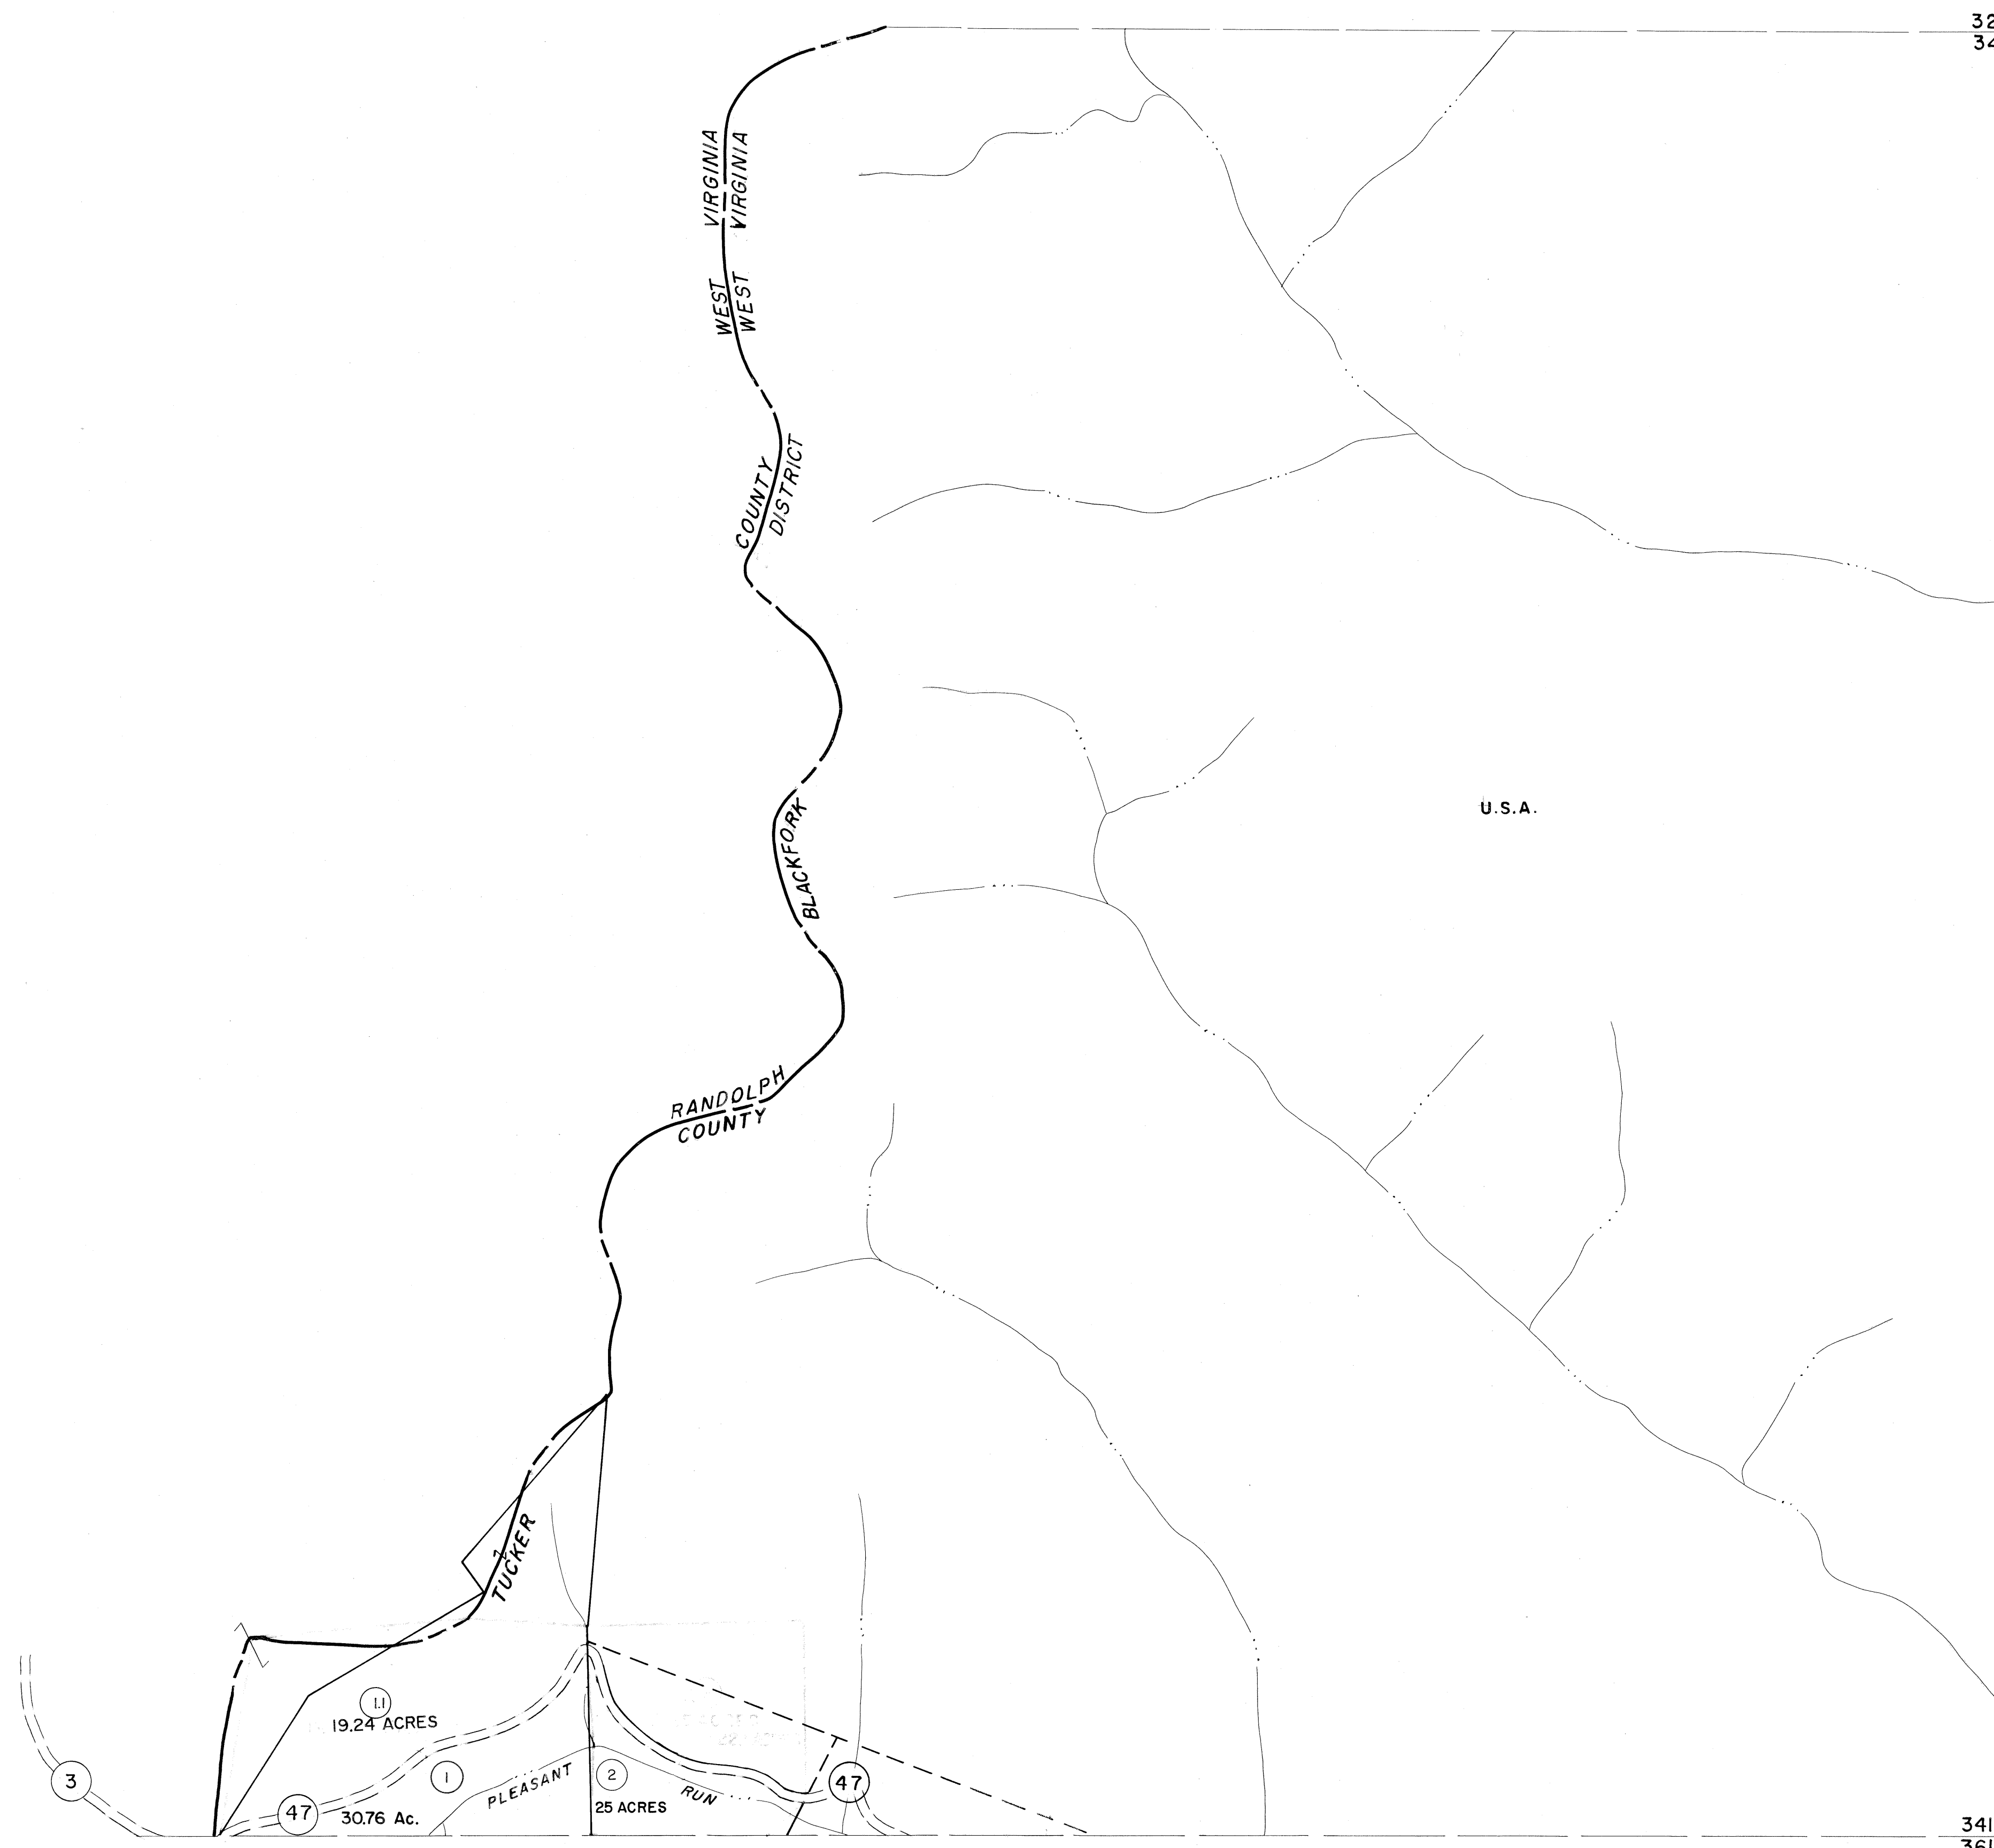 32
34
WEST VIRGINIA
WEST VIRGINIA
COUNTY
DISTRICT
U.S.A.
BLACKFORK
RANDOLPH
COUNTY
TUCKER
1.1
19.24 ACRES
3
47
1
30.76 Ac.
PLEASANT RUN
2
25 ACRES
47
341
361